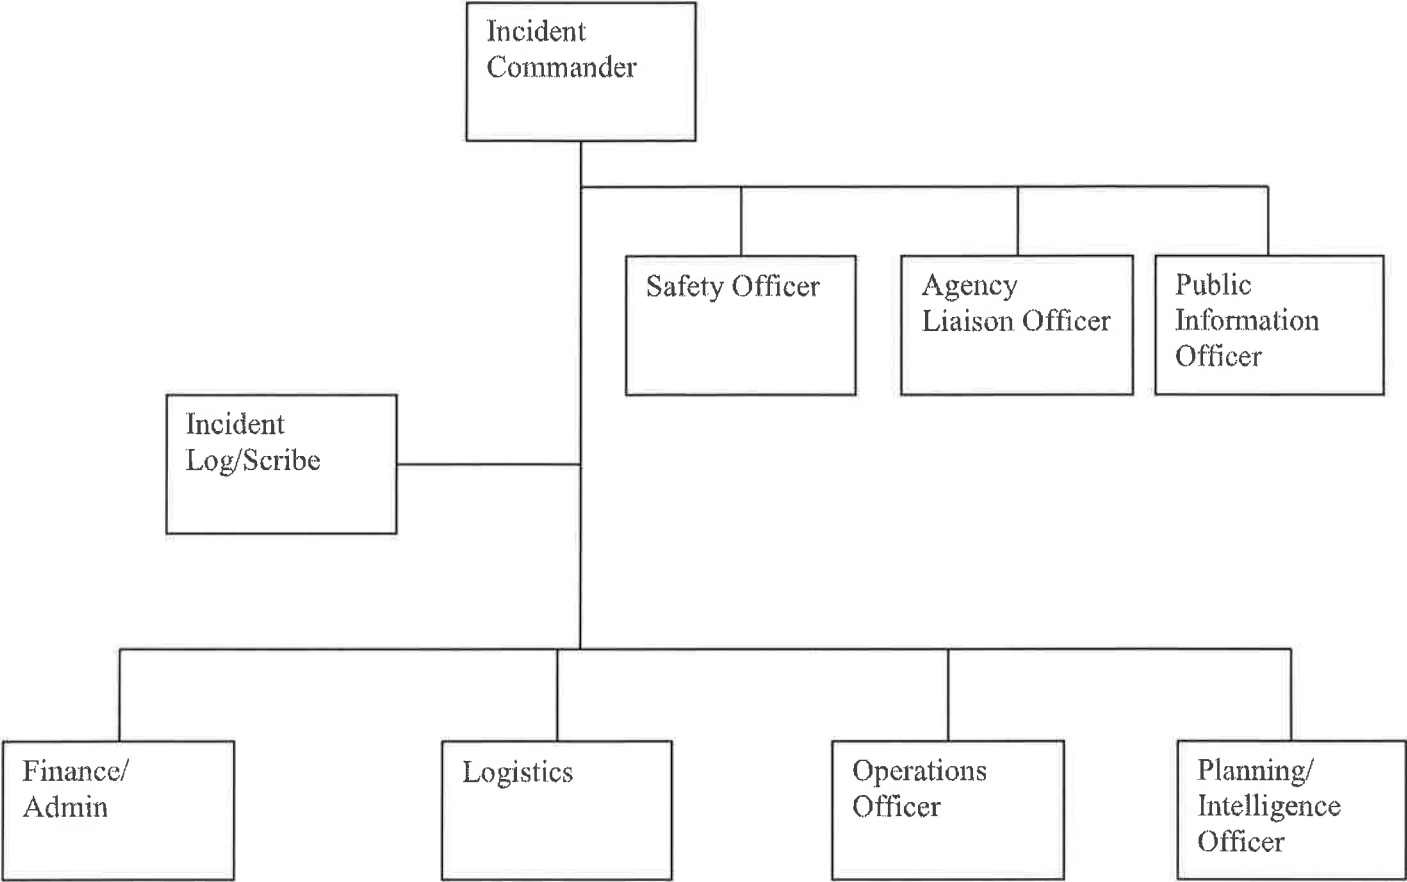 Incident
Commander
Safety Officer
Agency
Liaison Officer
Public
Information
Officer
Incident
Log/Scribe
Finance/
Admin
Logistics
Operations
Officer
Planning/
Intelligence
Officer